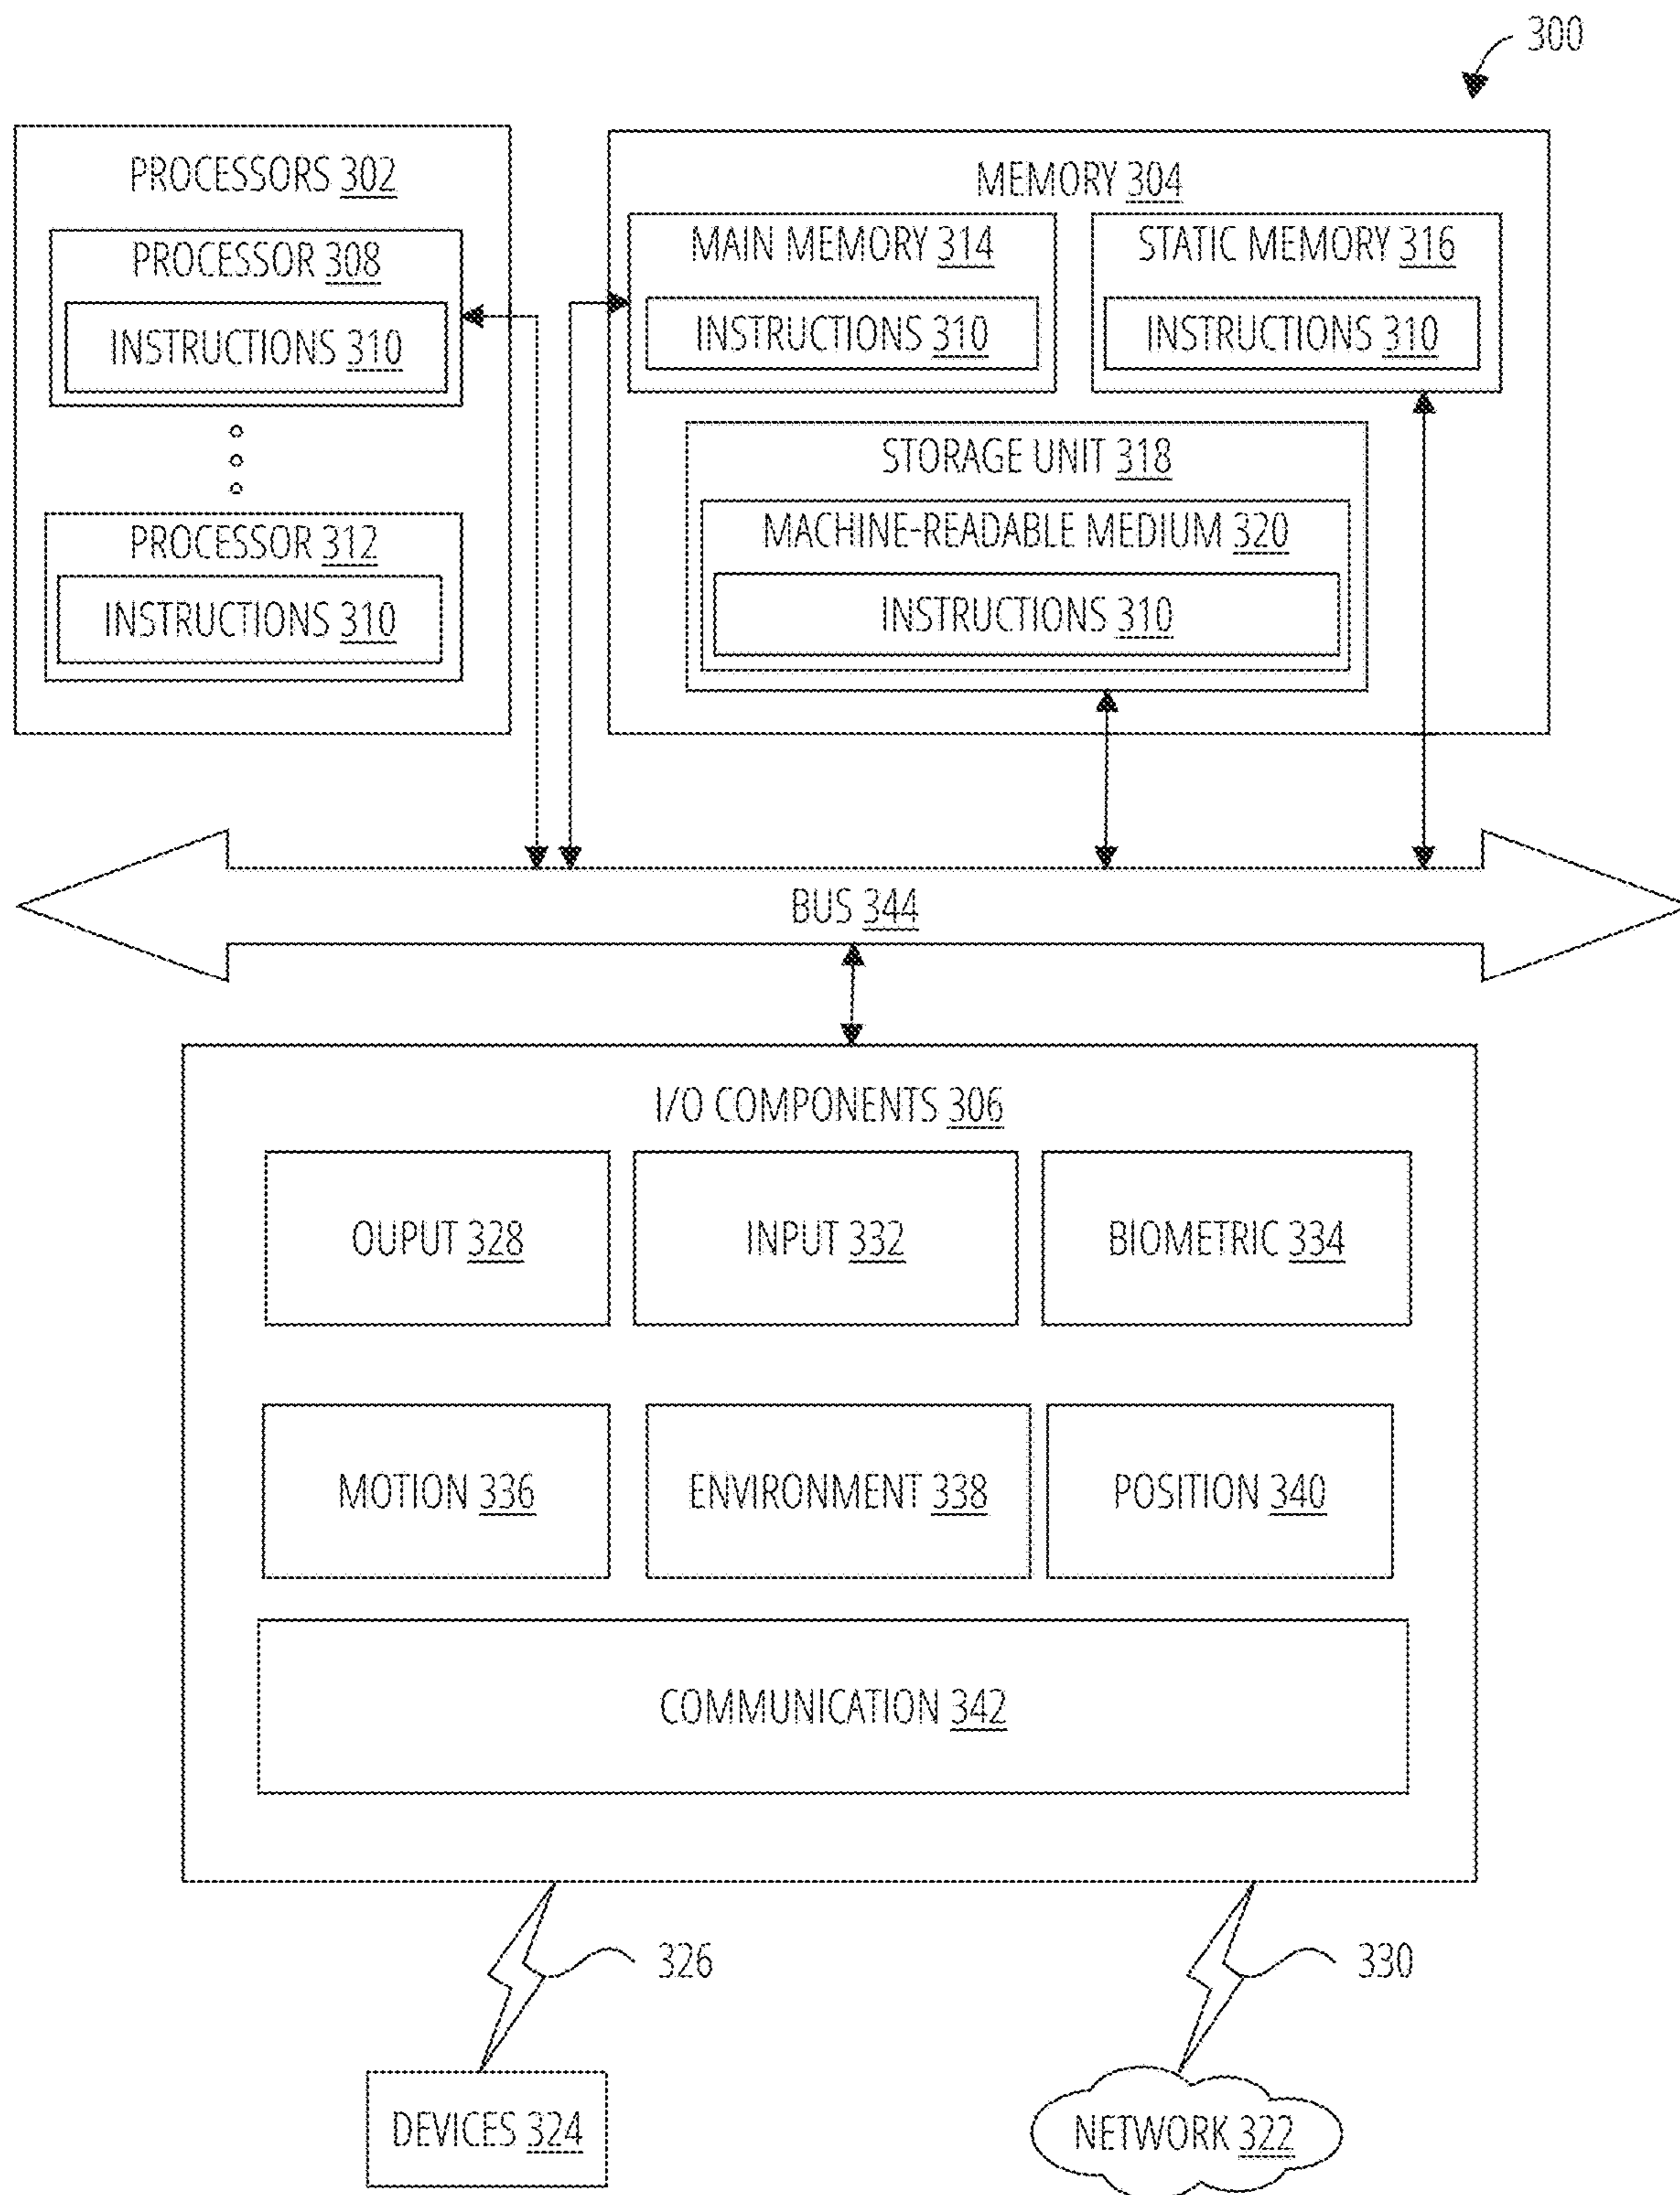 300
PROCESSORS 302
PROCESSOR 308
INSTRUCTIONS 310
PROCESSOR 312
INSTRUCTIONS 310
MEMORY 304
MAIN MEMORY 314
INSTRUCTIONS 310
STATIC MEMORY 316
INSTRUCTIONS 310
STORAGE UNIT 318
MACHINE-READABLE MEDIUM 320
INSTRUCTIONS 310
BUS 344
I/O COMPONENTS 306
OUPUT 328
INPUT 332
BIOMETRIC 334
MOTION 336
ENVIRONMENT 338
POSITION 340
COMMUNICATION 342
326
330
DEVICES 324
NETWORK 322